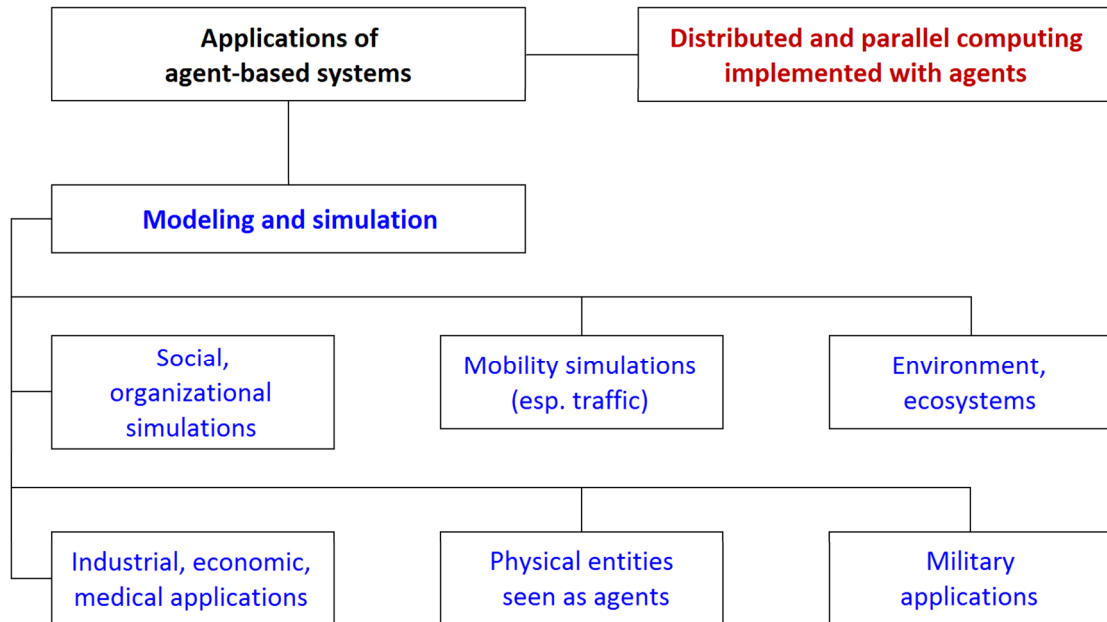 Applications of
agent-based systems
Distributed and parallel computing
implemented with agents
Modeling and simulation
Social,
organizational
simulations
Mobility simulations
(esp. traffic)
Environment,
ecosystems
Industrial, economic,
medical applications
Physical entities
seen as agents
Military
applications